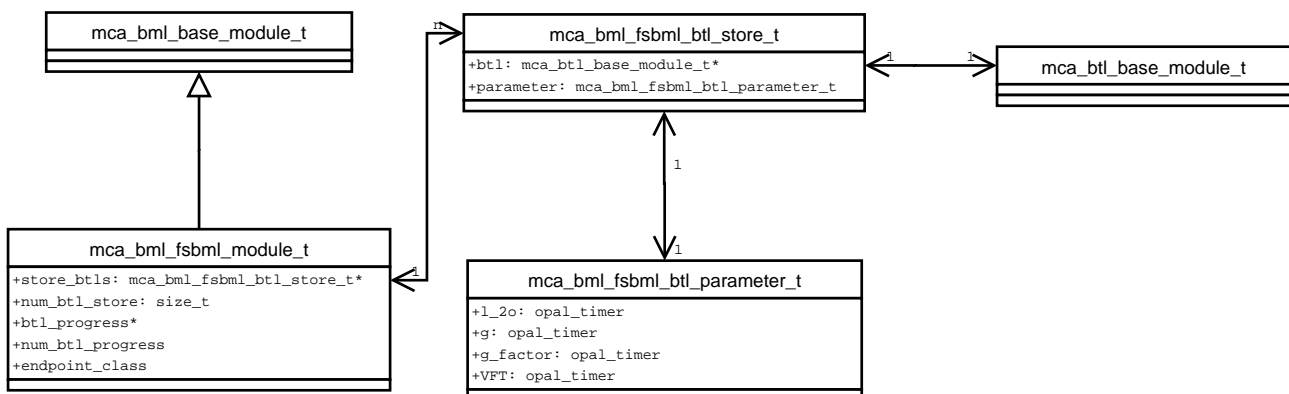 mca_bml_base_module_t
n
mca_bml_fsbml_btl_store_t
+btl: mca_btl_base_module_t*
+parameter: mca_bml_fsbml_btl_parameter_t
1
1
mca_btl_base_module_t
1
1
mca_bml_fsbml_module_t
+store_btls: mca_bml_fsbml_btl_store_t*
+num_btl_store: size_t
+btl_progress*
+num_btl_progress
+endpoint_class
1
mca_bml_fsbml_btl_parameter_t
+l_2o: opal_timer
+g: opal_timer
+g_factor: opal_timer
+VFT: opal_timer